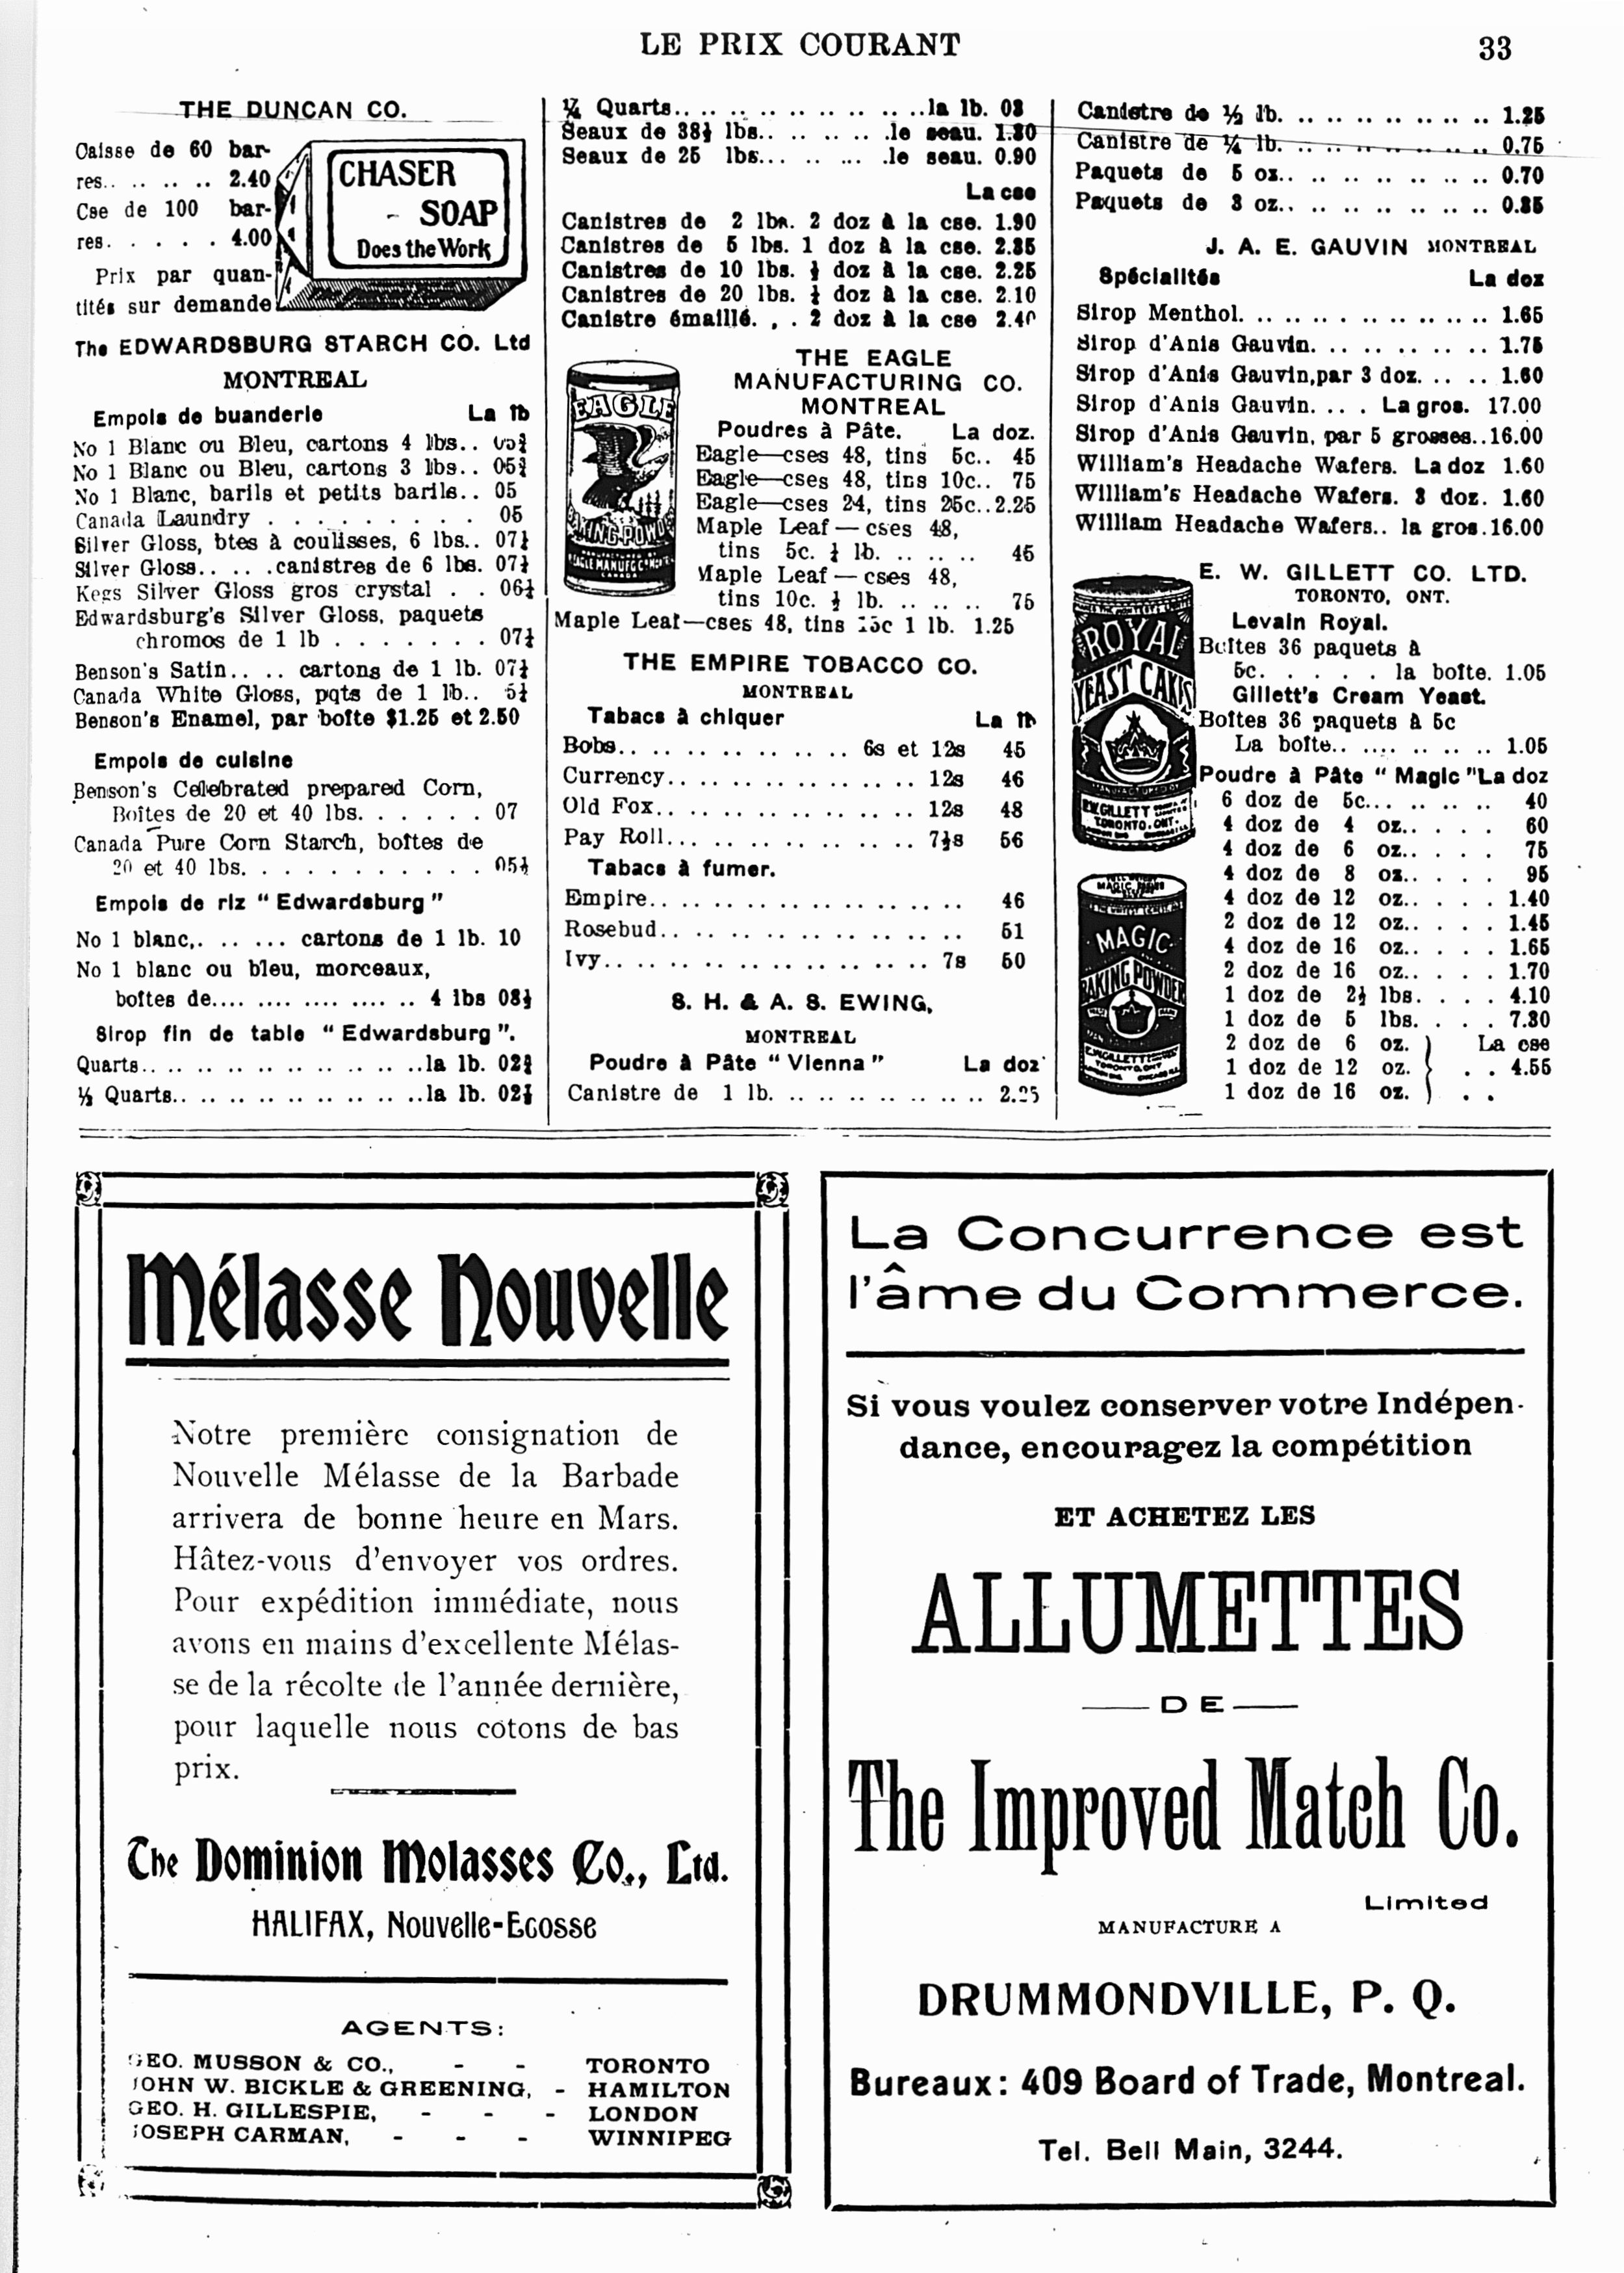 LE PRIX COURANT
33
THE DUNCAN CO.
Caisse de 60 bar-
res.. .. .. .. 2.40
Cse de 100 bar-
res. . . . . 4.00
Prix par quan-
tités sur demande
CHASER
- SOAP
Does the Work
The EDWARDSBURG STARCH CO. Ltd
MONTREAL
Empois de buanderie La lb
No 1 Blanc ou Bleu, cartons 4 lbs.. 05¾
No 1 Blanc ou Bleu, cartons 3 lbs.. 05¾
No 1 Blanc, barils et petits barils.. 05
Canada Laundry . . . . . . . . . 05
Silver Gloss, btes à coulisses, 6 lbs.. 07½
Silver Gloss.. .. .canistres de 6 lbs. 07½
Kegs Silver Gloss gros crystal . . 06½
Edwardsburg's Silver Gloss, paquets
chromos de 1 lb . . . . . . . 07½
Benson's Satin.. .. .. cartons de 1 lb. 07½
Canada White Gloss, pqts de 1 lb.. 5½
Benson's Enamel, par boîte $1.25 et 2.50
Empois de cuisine
Benson's Celebrated prepared Corn,
Boîtes de 20 et 40 lbs. . . . . . 07
Canada Pure Corn Starch, boîtes de
20 et 40 lbs. . . . . . . . . . . 05½
Empois de riz "Edwardsburg"
No 1 blanc,. .. ... cartons de 1 lb. 10
No 1 blanc ou bleu, morceaux,
boîtes de.... .... .... .... .. 4 lbs 08½
Sirop fin de table "Edwardsburg".
Quarts.. .. .. .. .. .. .. .. .. ..la lb. 02¾
½ Quarts.. .. .. .. .. .. .. .. ..la lb. 02⅞
¼ Quarts.. .. .. .. .. .. .. .. ..la lb. 03
Seaux de 38½ lbs.. .. .. .. .le seau. 1.30
Seaux de 25 lbs... .. .. ... .le seau. 0.90
La cse
Canistres de 2 lbs. 2 doz à la cse. 1.90
Canistres de 5 lbs. 1 doz à la cse. 2.35
Canistres de 10 lbs. ½ doz à la cse. 2.25
Canistres de 20 lbs. ¼ doz à la cse. 2.10
Canistre émaillé. . . 2 doz à la cse 2.40
EAGLE
BAKING POWDER
THE EAGLE
MANUFACTURING CO.
MONTREAL
Poudres à Pâte. La doz.
Eagle—cses 48, tins 5c.. 45
Eagle—cses 48, tins 10c.. 75
Eagle—cses 24, tins 25c..2.25
Maple Leaf — cses 48,
tins 5c. ¼ lb. .. .. .. 45
Maple Leaf — cses 48,
tins 10c. ½ lb. .. .. .. 75
Maple Leaf—cses 48, tins 15c 1 lb. 1.25
THE EMPIRE TOBACCO CO.
MONTREAL
Tabacs à chiquer La lb
Bobs.. .. .. .. .. .. .. .. 6s et 12s 45
Currency.. .. .. .. .. .. .. .. .. 12s 46
Old Fox.. .. .. .. .. .. .. .. .. 12s 48
Pay Roll... .. .. .. .. .. .. .. .. 7½s 56
Tabacs à fumer.
Empire.. .. .. .. .. .. .. .. .. .. .. 46
Rosebud.. .. .. .. .. .. .. .. .. .. 51
Ivy.. .. .. .. .. .. .. .. .. .. .. .. 7s 50
S. H. & A. S. EWING,
MONTREAL
Poudre à Pâte "Vienna" La doz
Canistre de 1 lb. .. .. .. .. .. .. .. 2.25
Canistre de ½ lb. .. .. .. .. .. .. .. 1.25
Canistre de ¼ lb. .. .. .. .. .. .. .. 0.75
Paquets de 5 oz.. .. .. .. .. .. .. .. 0.70
Paquets de 3 oz.. .. .. .. .. .. .. .. 0.35
J. A. E. GAUVIN MONTREAL
Spécialités La doz
Sirop Menthol. .. .. .. . .. .. .. .. .. 1.65
Sirop d'Anis Gauvin. .. .. .. .. .. .. 1.75
Sirop d'Anis Gauvin,par 3 doz. .. .. 1.60
Sirop d'Anis Gauvin. .. . La gros. 17.00
Sirop d'Anis Gauvin, par 5 grosses..16.00
William's Headache Wafers. La doz 1.60
William's Headache Wafers. 3 doz. 1.60
William Headache Wafers.. la gros.16.00
ROYAL
YEAST CAKES
E.W.GILLETT
TORONTO.ONT.
E. W. GILLETT CO. LTD.
TORONTO, ONT.
Levain Royal.
Boîtes 36 paquets à
5c. . . . . . la boîte. 1.05
Gillett's Cream Yeast.
Boîtes 36 paquets à 5c
La boîte.. .... .. .. .. 1.05
Poudre à Pâte "Magic" La doz
6 doz de 5c... .. .. .. 40
4 doz de 4 oz.. . . . 60
4 doz de 6 oz.. . . . 75
4 doz de 8 oz.. . . . 95
4 doz de 12 oz.. . . . 1.40
2 doz de 12 oz.. . . . 1.45
4 doz de 16 oz.. . . . 1.65
2 doz de 16 oz.. . . . 1.70
1 doz de 2½ lbs. . . . 4.10
1 doz de 5 lbs. . . . 7.30
2 doz de 6 oz. } La cse
1 doz de 12 oz. } . . 4.55
1 doz de 16 oz. } . .
MAGIC
BAKING POWDER
Mélasse Nouvelle
Notre première consignation de
Nouvelle Mélasse de la Barbade
arrivera de bonne heure en Mars.
Hâtez-vous d'envoyer vos ordres.
Pour expédition immédiate, nous
avons en mains d'excellente Mélas-
se de la récolte de l'année dernière,
pour laquelle nous cotons de bas
prix.
The Dominion Molasses Co., Ltd.
HALIFAX, Nouvelle-Ecosse
AGENTS:
GEO. MUSSON & CO., - - TORONTO
JOHN W. BICKLE & GREENING, - HAMILTON
GEO. H. GILLESPIE, - - - LONDON
JOSEPH CARMAN, - - - WINNIPEG
La Concurrence est
l'âme du Commerce.
Si vous voulez conserver votre Indépen-
dance, encouragez la compétition
ET ACHETEZ LES
ALLUMETTES
— DE —
The Improved Match Co.
Limited
MANUFACTURE A
DRUMMONDVILLE, P. Q.
Bureaux: 409 Board of Trade, Montreal.
Tel. Bell Main, 3244.